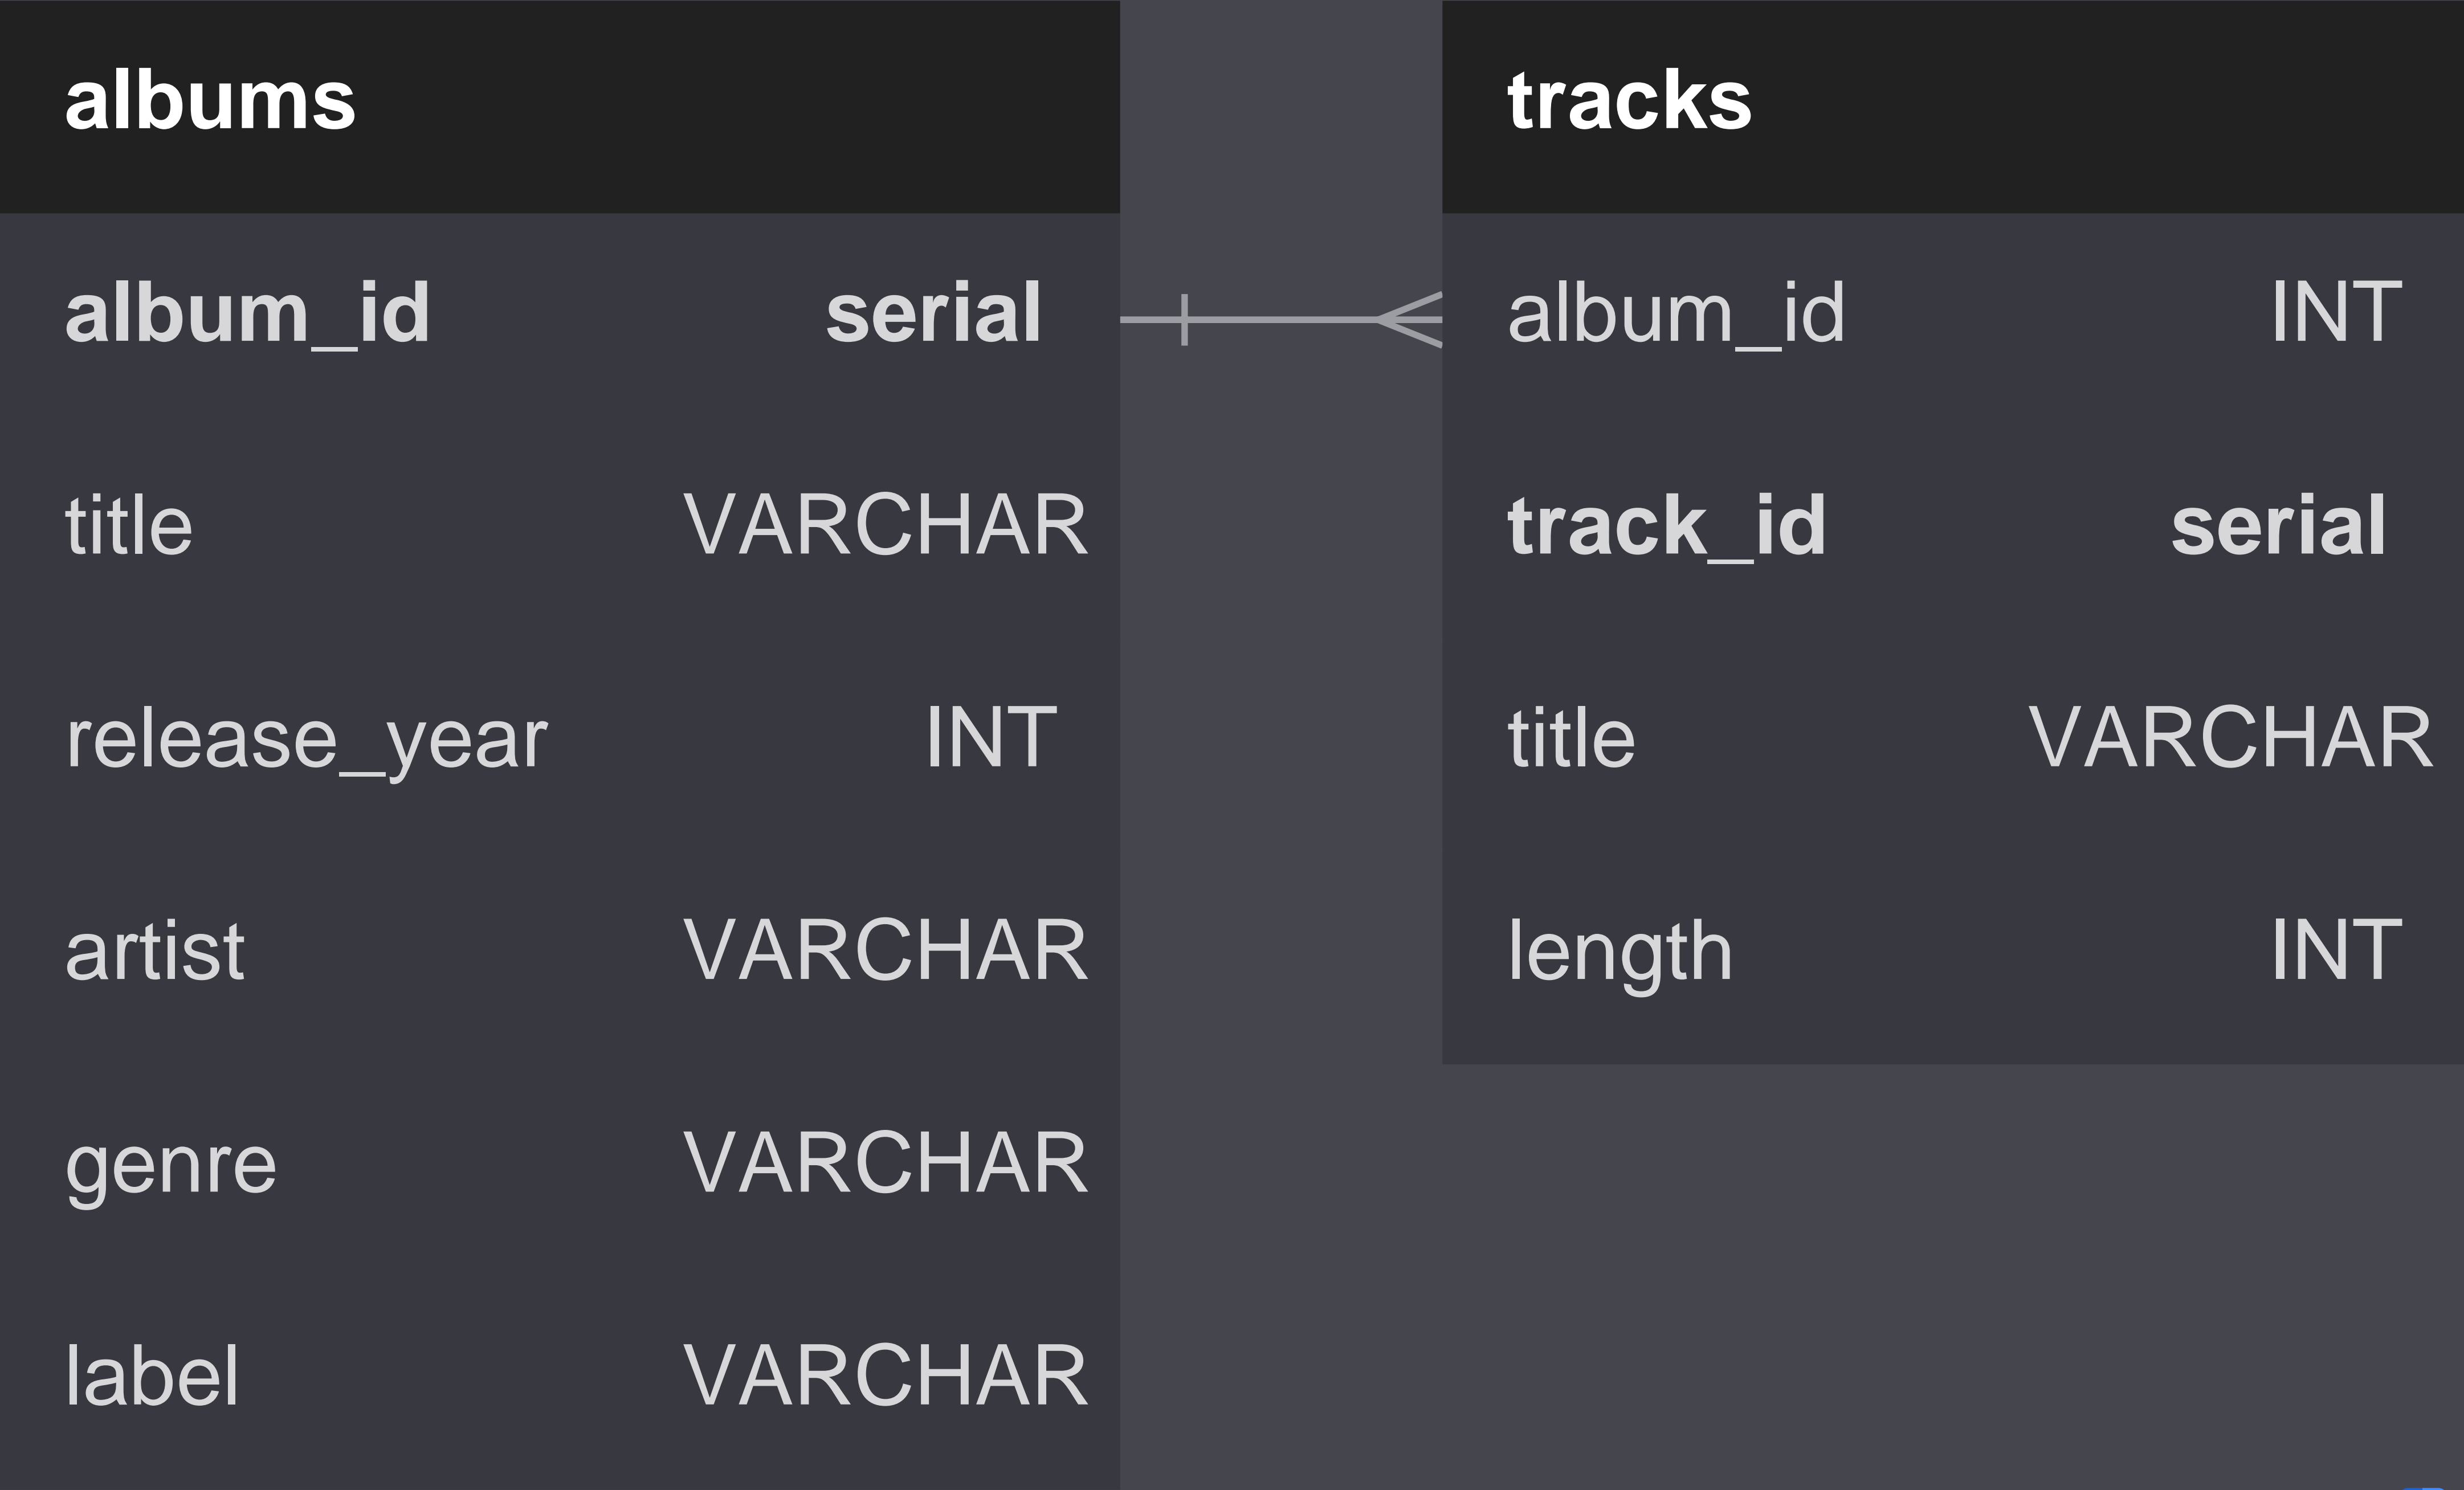 albums
album_id serial
title VARCHAR
release_year INT
artist VARCHAR
genre VARCHAR
label VARCHAR
tracks
album_id INT
track_id serial
title VARCHAR
length INT